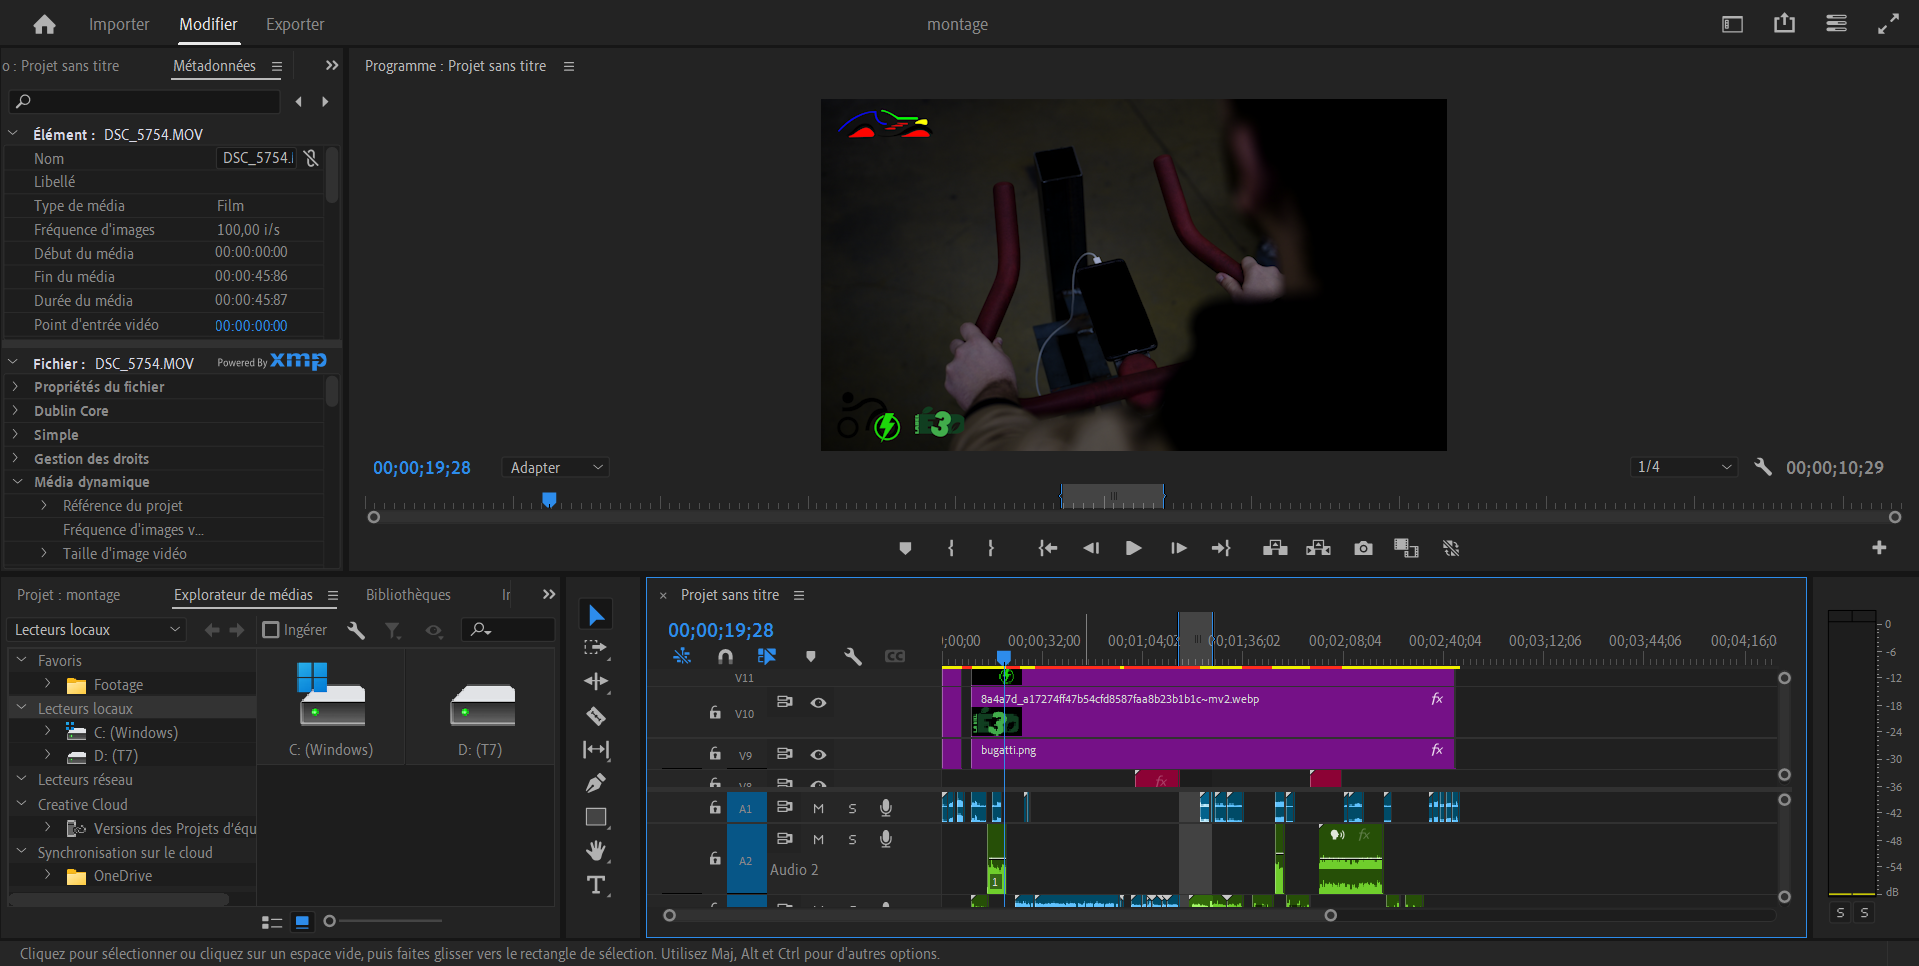 Importer Modifier Exporter montage
o : Projet sans titre Métadonnées
Programme : Projet sans titre
Élément : DSC_5754.MOV
Nom DSC_5754.
Libellé
Type de média Film
Fréquence d'images 100,00 i/s
Début du média 00:00:00:00
Fin du média 00:00:45:86
Durée du média 00:00:45:87
Point d'entrée vidéo 00:00:00:00
Fichier : DSC_5754.MOV Powered By xmp
Propriétés du fichier
Dublin Core
Simple
Gestion des droits
Média dynamique
Référence du projet
Fréquence d'images v...
Taille d'image vidéo
E3D
00;00;19;28 Adapter 1/4 00;00;10;29
Projet : montage Explorateur de médias Bibliothèques Ir
Lecteurs locaux Ingérer
Favoris
Footage
Lecteurs locaux
C: (Windows)
D: (T7)
Lecteurs réseau
Creative Cloud
Versions des Projets d'équ
Synchronisation sur le cloud
OneDrive
C: (Windows) D: (T7)
× Projet sans titre
00;00;19;28
;00;00 00;00;32;00 00;01;04;02 00;01;36;02 00;02;08;04 00;02;40;04 00;03;12;06 00;03;44;06 00;04;16;0
CC
V11
8a4a7d_a17274ff47b54cfd8587faa8b23b1b1c~mv2.webp fx
V10
V9 bugatti.png fx
V8 fx
A1 M S
M S fx
A2 Audio 2
1
0
-6
-12
-18
-24
-30
-36
-42
-48
-54
dB
S S
Cliquez pour sélectionner ou cliquez sur un espace vide, puis faites glisser vers le rectangle de sélection. Utilisez Maj, Alt et Ctrl pour d'autres options.